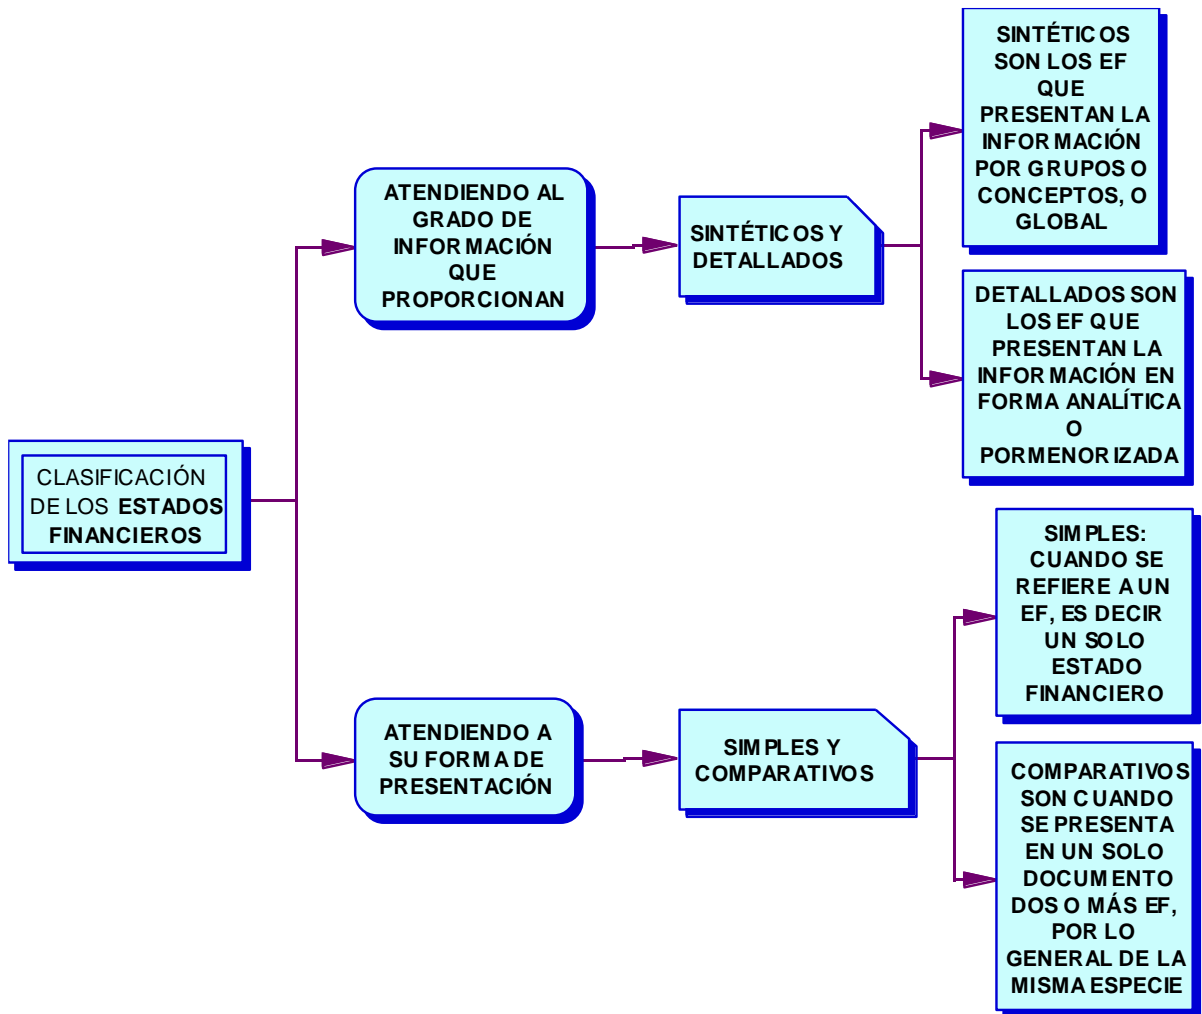 CLASIFICACIÓN
DE LOS ESTADOS
FINANCIEROS
ATENDIENDO AL
GRADO DE
INFORMACIÓN
QUE
PROPORCIONAN
SINTÉTICOS Y
DETALLADOS
SINTÉTICOS
SON LOS EF
QUE
PRESENTAN LA
INFORMACIÓN
POR GRUPOS O
CONCEPTOS, O
GLOBAL
DETALLADOS SON
LOS EF QUE
PRESENTAN LA
INFORMACIÓN EN
FORMA ANALÍTICA
O
PORMENORIZADA
ATENDIENDO A
SU FORMA DE
PRESENTACIÓN
SIMPLES Y
COMPARATIVOS
SIMPLES:
CUANDO SE
REFIERE A UN
EF, ES DECIR
UN SOLO
ESTADO
FINANCIERO
COMPARATIVOS
SON CUANDO
SE PRESENTA
EN UN SOLO
DOCUMENTO
DOS O MÁS EF,
POR LO
GENERAL DE LA
MISMA ESPECIE